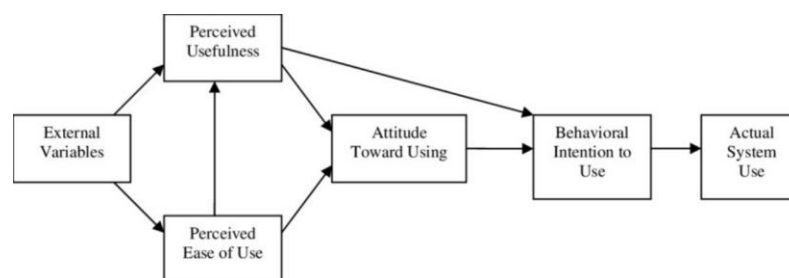 Perceived
Usefulness
External
Variables
Attitude
Toward Using
Behavioral
Intention to
Use
Actual
System
Use
Perceived
Ease of Use